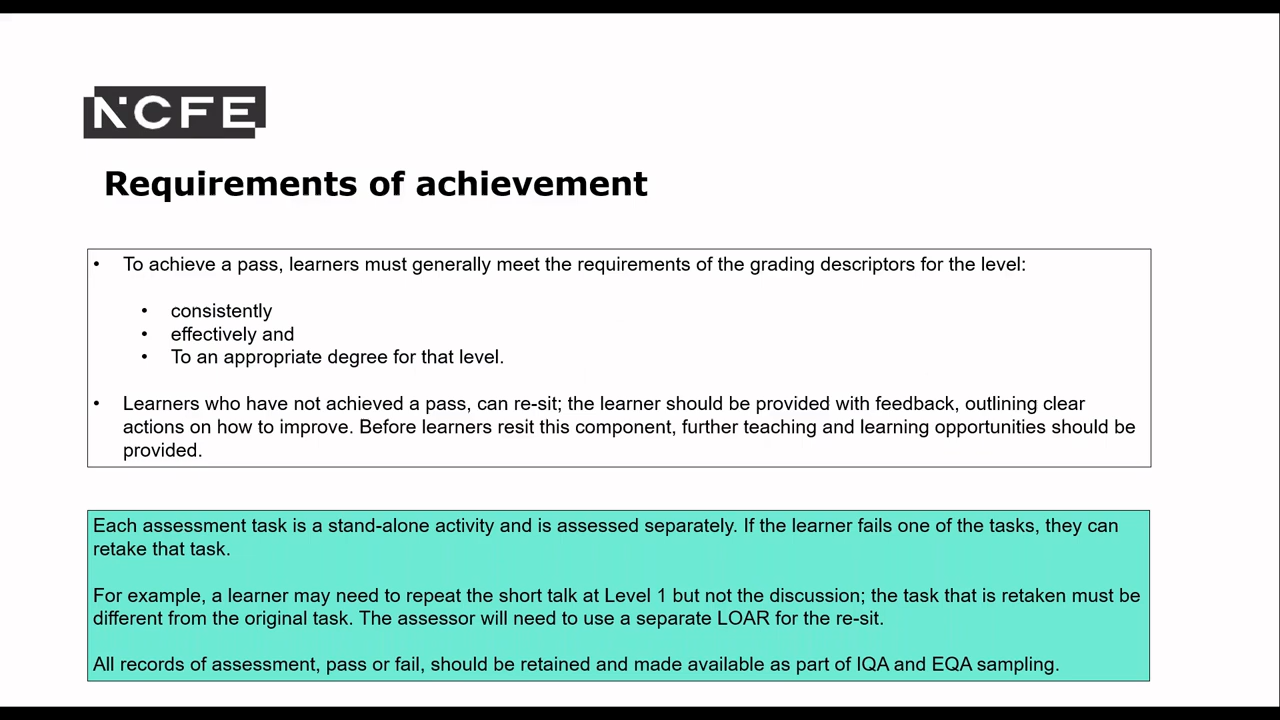 NCFE
Requirements of achievement
• To achieve a pass, learners must generally meet the requirements of the grading descriptors for the level:
• consistently
• effectively and
• To an appropriate degree for that level.
• Learners who have not achieved a pass, can re-sit; the learner should be provided with feedback, outlining clear
actions on how to improve. Before learners resit this component, further teaching and learning opportunities should be
provided.
Each assessment task is a stand-alone activity and is assessed separately. If the learner fails one of the tasks, they can
retake that task.
For example, a learner may need to repeat the short talk at Level 1 but not the discussion; the task that is retaken must be
different from the original task. The assessor will need to use a separate LOAR for the re-sit.
All records of assessment, pass or fail, should be retained and made available as part of IQA and EQA sampling.